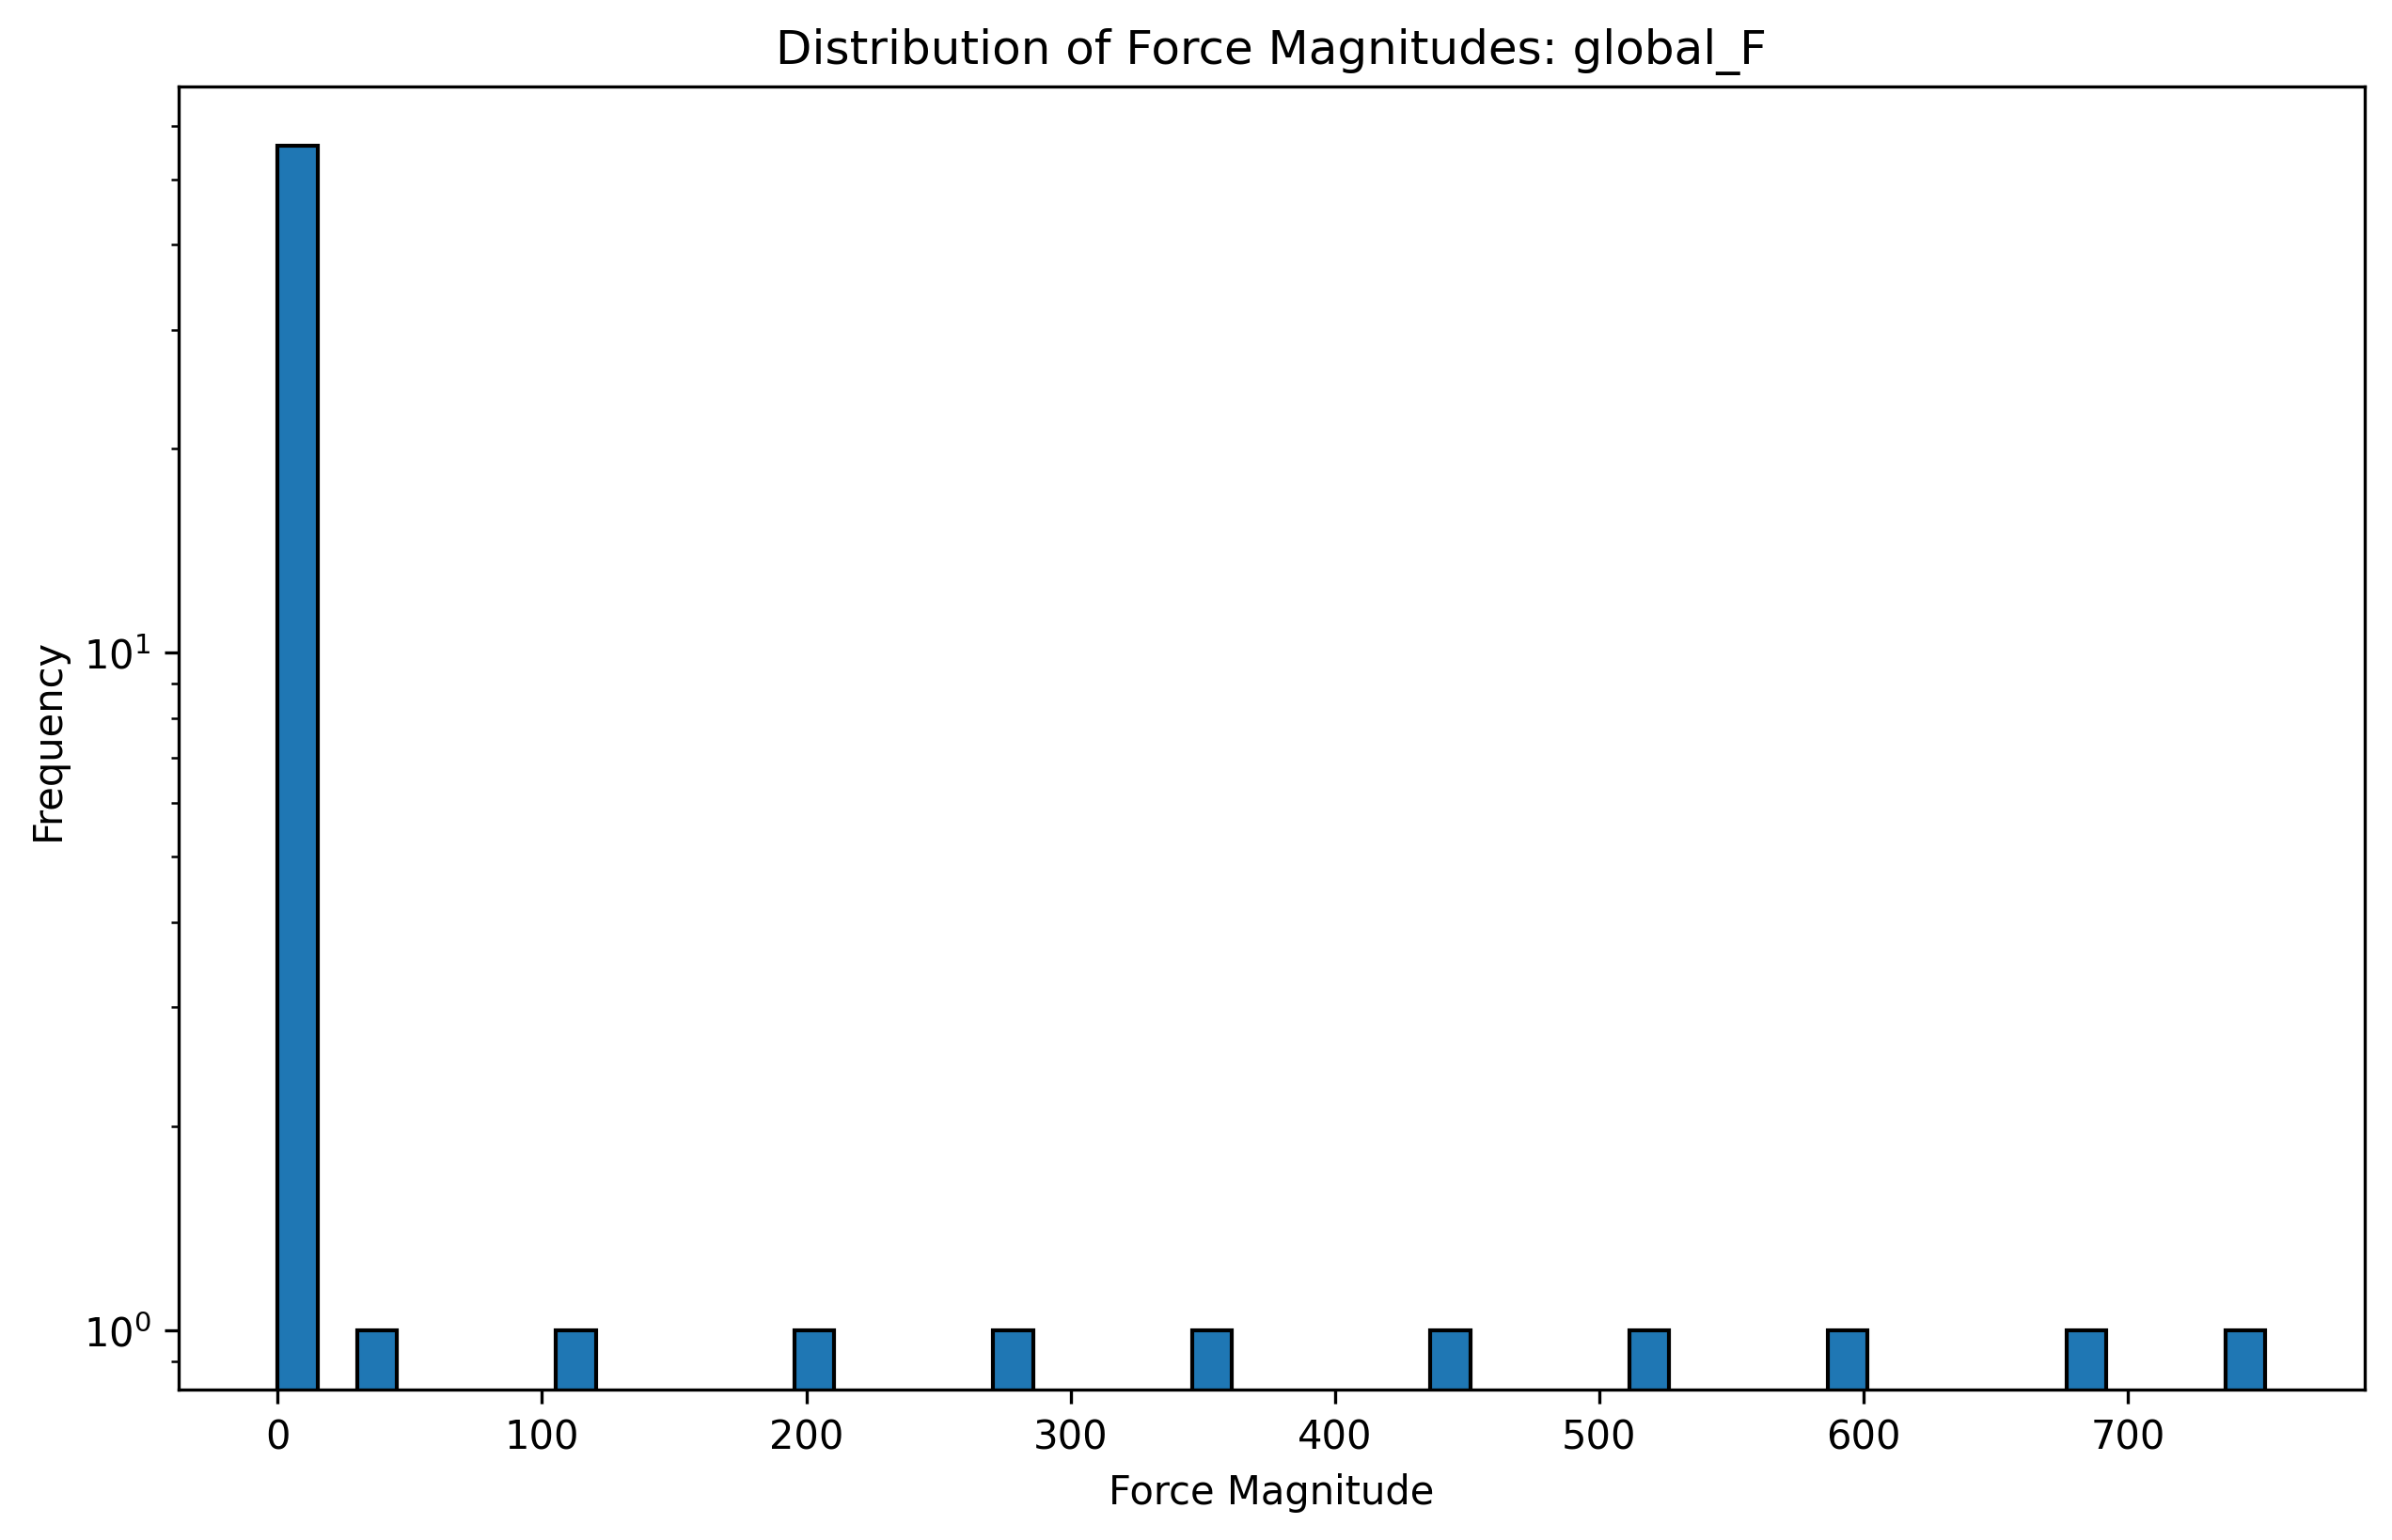 Distribution of Force Magnitudes: global_F
Frequency
10¹
10⁰
0 100 200 300 400 500 600 700
Force Magnitude